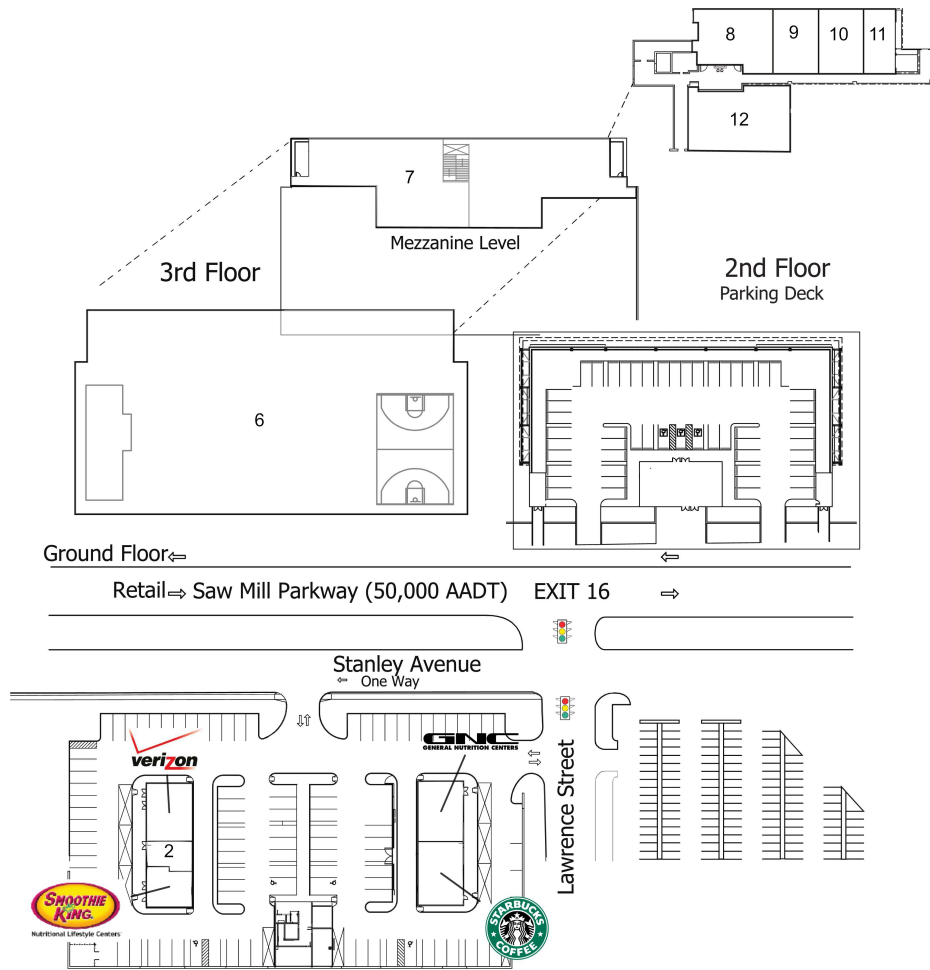 8
9
10
11
12
7
Mezzanine Level
3rd Floor
2nd Floor
Parking Deck
6
Ground Floor
Retail
Saw Mill Parkway (50,000 AADT)
EXIT 16
Stanley Avenue
One Way
verizon
GNC
GENERAL NUTRITION CENTERS
Lawrence Street
2
SMOOTHIE
KING.
Nutritional Lifestyle Centers
STARBUCKS
COFFEE